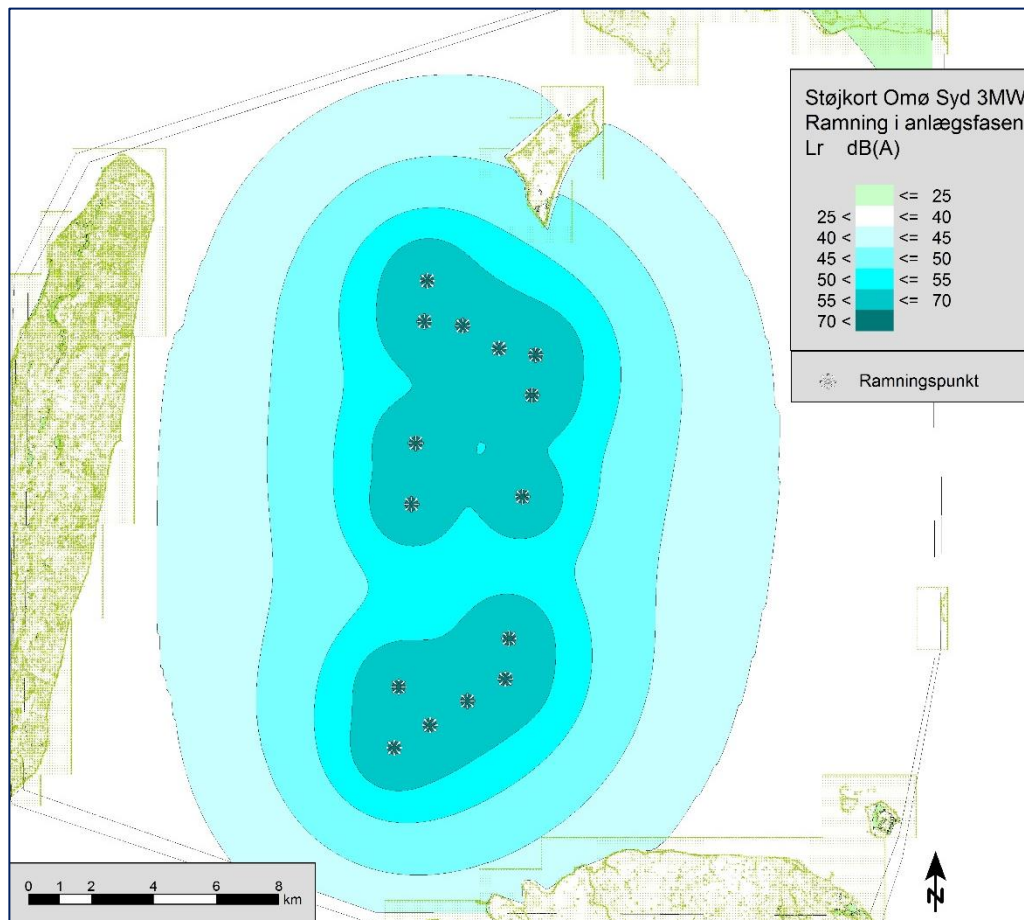 Støjkort Omø Syd 3MW
Ramning i anlægsfasen
Lr dB(A)
<= 25
25 < <= 40
40 < <= 45
45 < <= 50
50 < <= 55
55 < <= 70
70 <
Ramningspunkt
0 1 2 4 6 8
km
N